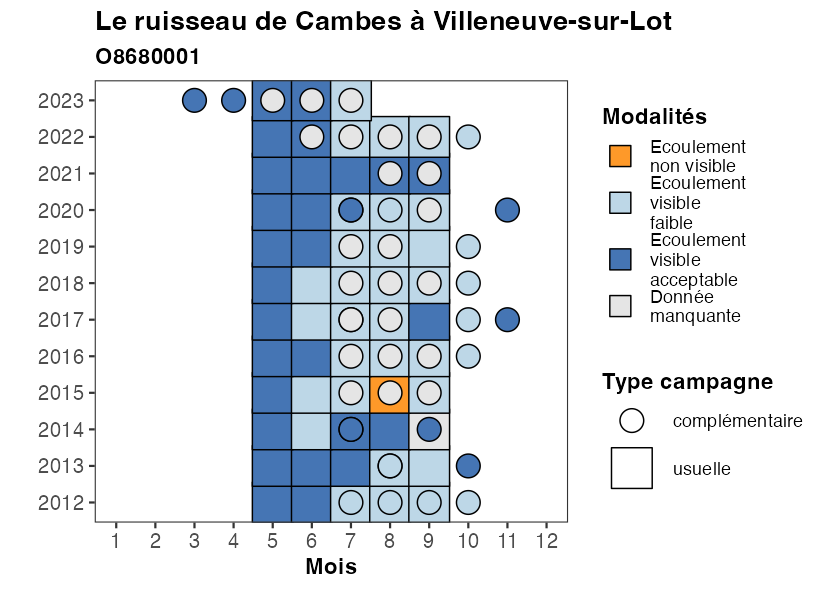 Le ruisseau de Cambes à Villeneuve-sur-Lot
O8680001
2023
2022
2021
2020
2019
2018
2017
2016
2015
2014
2013
2012
1 2 3 4 5 6 7 8 9 10 11 12
Mois
Modalités
Ecoulement
non visible
Ecoulement
visible
faible
Ecoulement
visible
acceptable
Donnée
manquante
Type campagne
complémentaire
usuelle